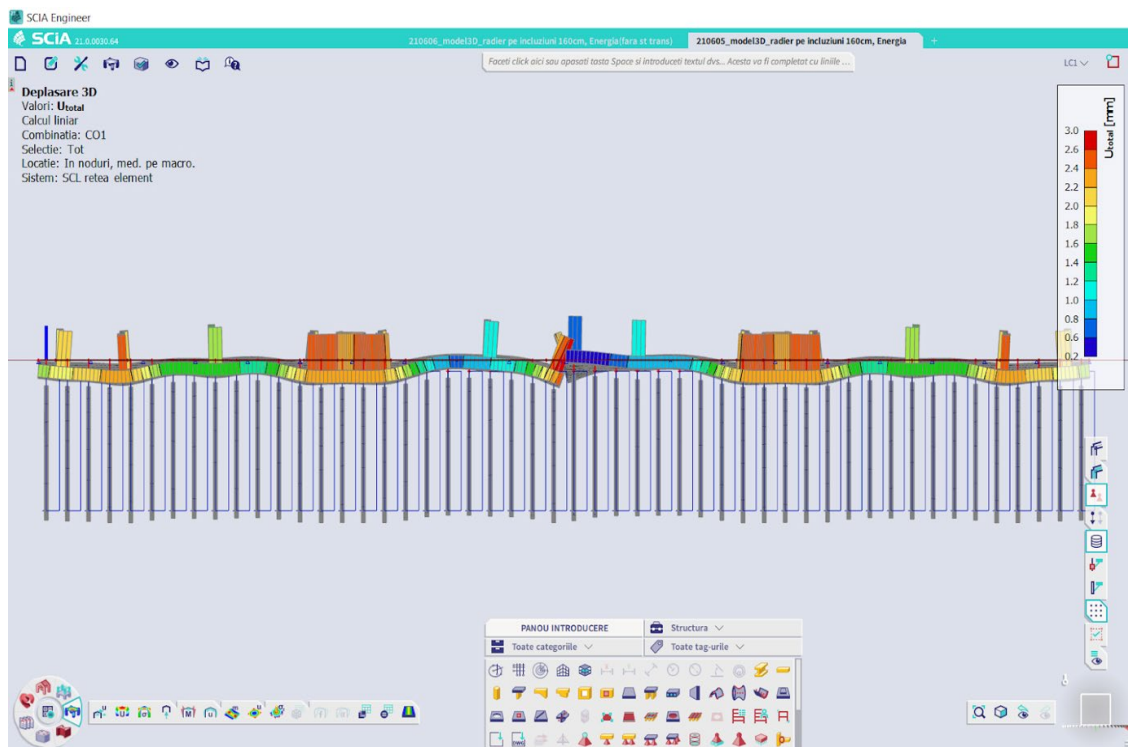 SCIA Engineer
SCiA 21.0.0030.64
210606_model3D_radier pe incluziuni 160cm, Energia(fara st trans)
210605_model3D_radier pe incluziuni 160cm, Energia
+
Faceti click aici sau apasati tasta Space si introduceti textul dvs... Acesta va fi completat cu liniile ...
LC1
Deplasare 3D
Valori: Utotal
Calcul liniar
Combinatia: CO1
Selectie: Tot
Locatie: In noduri, med. pe macro.
Sistem: SCL retea element
Utotal [mm]
3.0
2.6
2.4
2.2
2.0
1.8
1.6
1.4
1.2
1.0
0.8
0.6
0.2
PANOU INTRODUCERE
Structura
Toate categoriile
Toate tag-urile